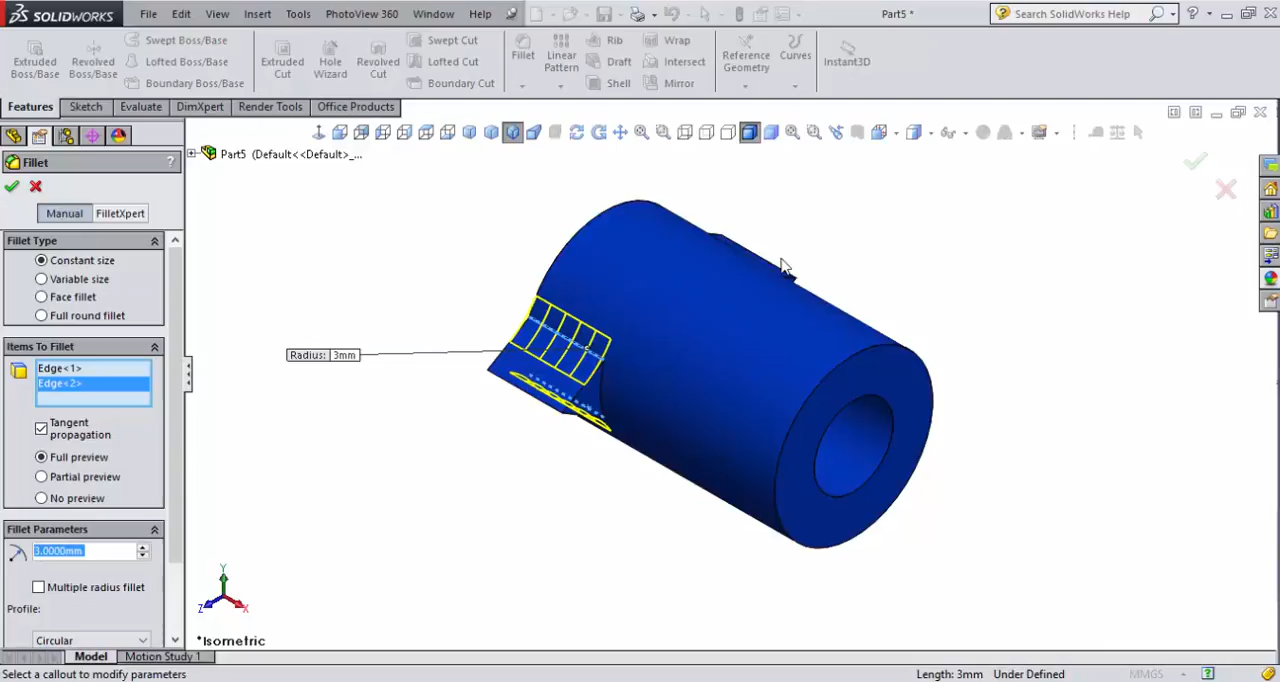 SOLIDWORKS File Edit View Insert Tools PhotoView 360 Window Help Part5 * Search SolidWorks Help
Extruded Boss/Base
Revolved Boss/Base
Swept Boss/Base
Lofted Boss/Base
Boundary Boss/Base
Extruded Cut
Hole Wizard
Revolved Cut
Swept Cut
Lofted Cut
Boundary Cut
Fillet
Linear Pattern
Rib
Draft
Shell
Wrap
Intersect
Mirror
Reference Geometry
Curves
Instant3D
Features Sketch Evaluate DimXpert Render Tools Office Products
Part5 (Default<<Default>_...
Fillet ?
Manual FilletXpert
Fillet Type
Constant size
Variable size
Face fillet
Full round fillet
Items To Fillet
Edge<1>
Edge<2>
Tangent
propagation
Full preview
Partial preview
No preview
Fillet Parameters
3.0000mm
Multiple radius fillet
Profile:
Circular
Radius: 3mm
Y
Z X
*Isometric
Model Motion Study 1
Select a callout to modify parameters Length: 3mm Under Defined MMGS